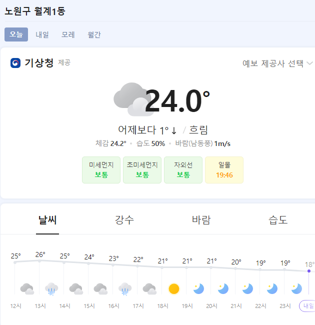 노원구 월계1동
오늘 내일 모레 월간
기상청 제공 예보 제공사 선택
24.0°
어제보다 1°↓ / 흐림
체감 24.2° 습도 50% 바람(남동풍) 1m/s
미세먼지 초미세먼지 자외선 일몰
보통 보통 보통 19:46
날씨 강수 바람 습도
25° 26° 25° 24° 23° 22° 21° 21° 21° 20° 19° 19° 18°
12시 13시 14시 15시 16시 17시 18시 19시 20시 21시 22시 23시 내일